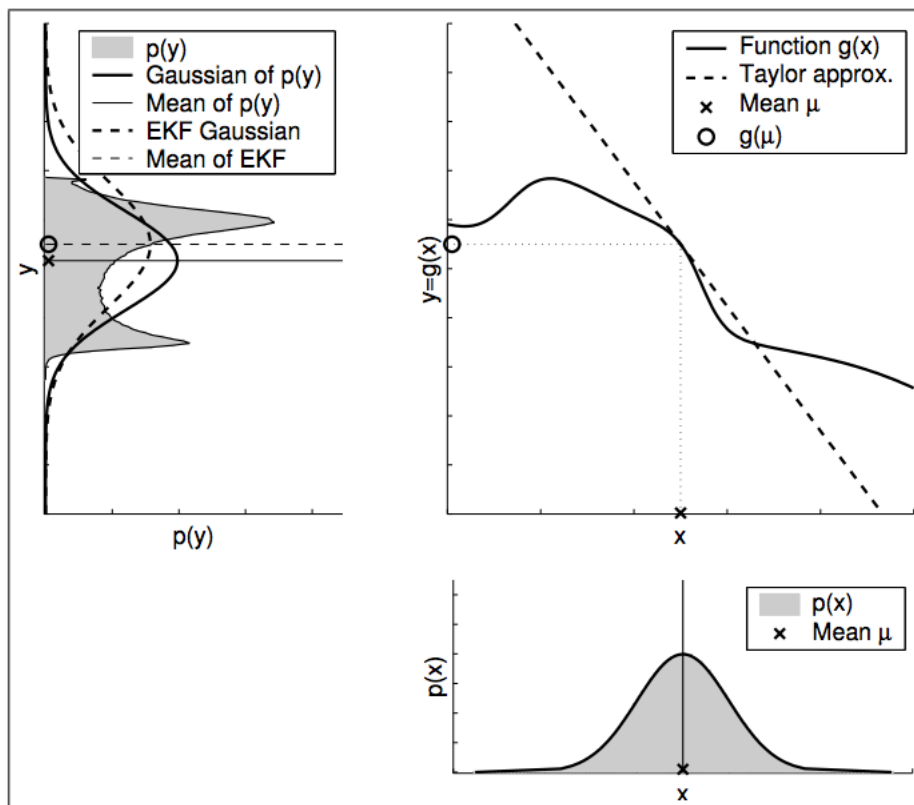 p(y)
Gaussian of p(y)
Mean of p(y)
EKF Gaussian
Mean of EKF
y
p(y)
Function g(x)
Taylor approx.
Mean μ
g(μ)
y=g(x)
x
p(x)
Mean μ
p(x)
x